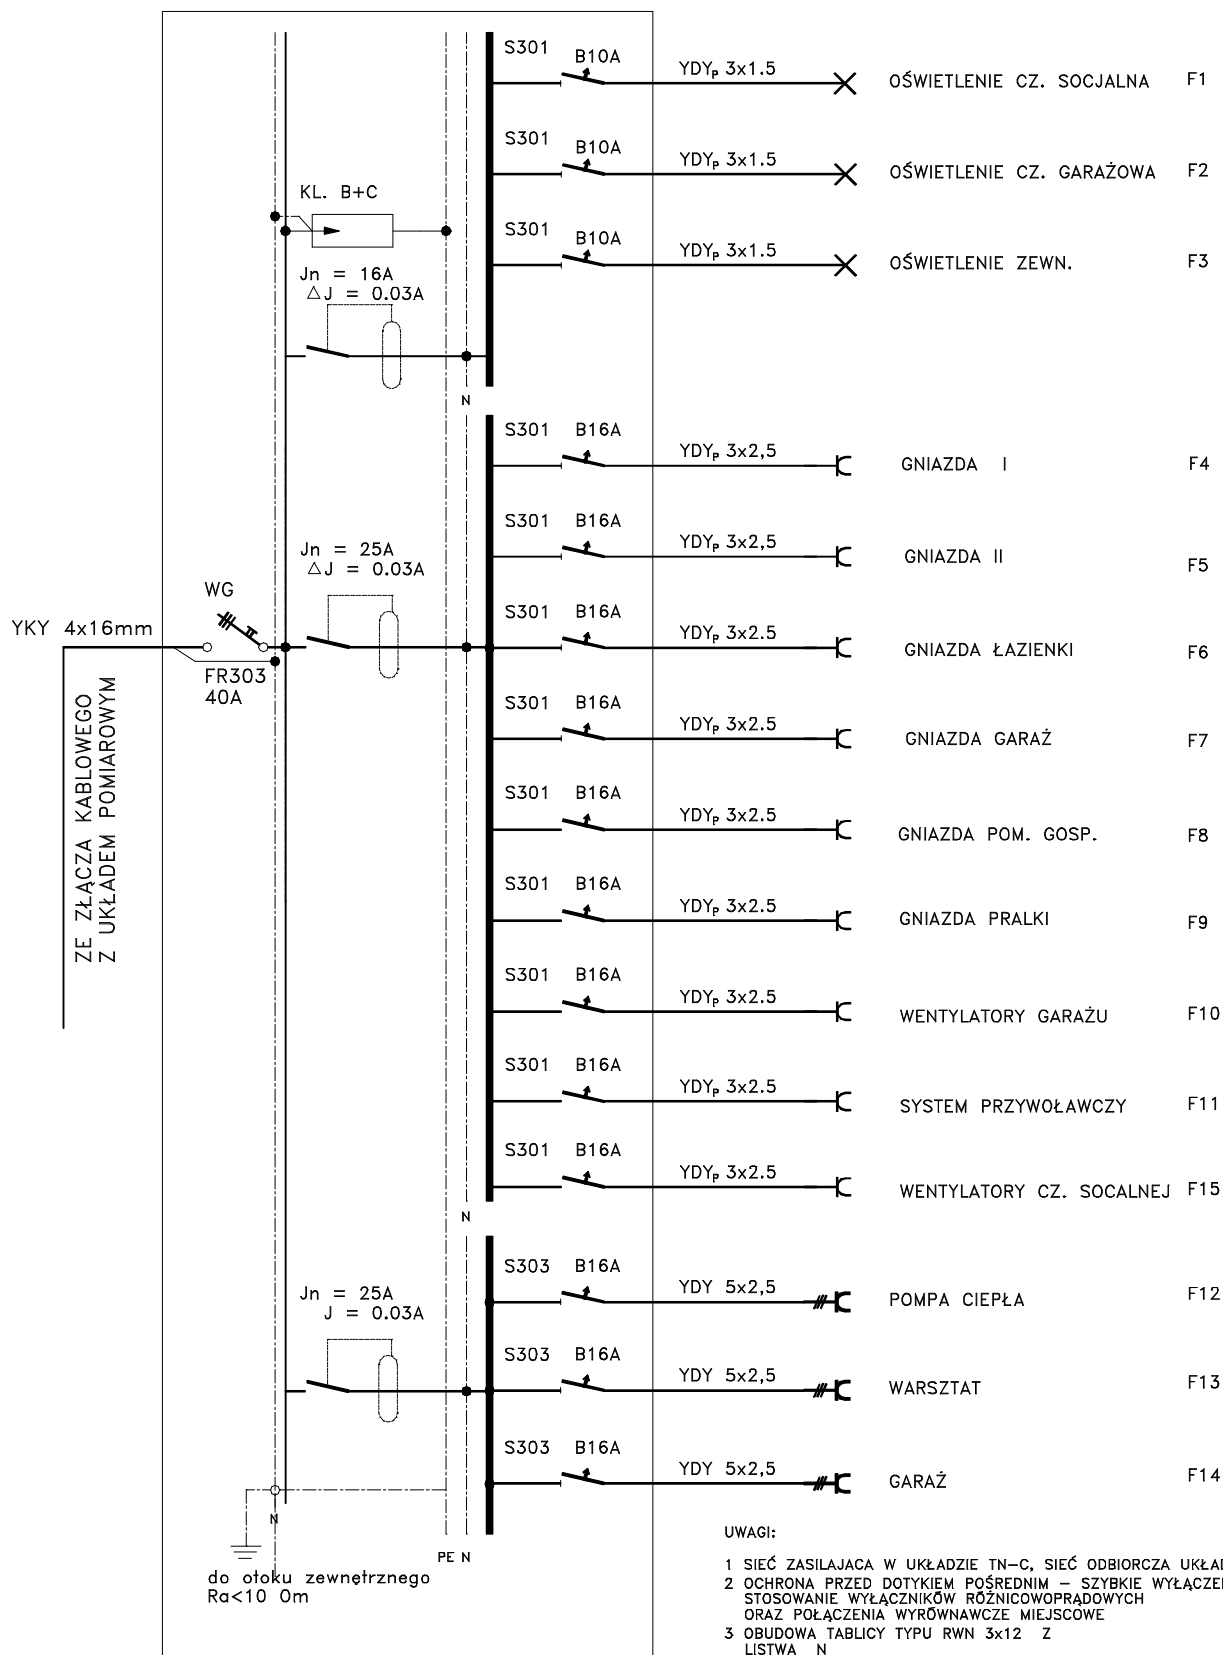 S301 B10A YDYp 3x1.5 OŚWIETLENIE CZ. SOCJALNA F1
S301 B10A YDYp 3x1.5 OŚWIETLENIE CZ. GARAŻOWA F2
KL. B+C
S301 B10A YDYp 3x1.5 OŚWIETLENIE ZEWN. F3
Jn = 16A
△J = 0.03A
N
S301 B16A YDYp 3x2,5 GNIAZDA I F4
S301 B16A YDYp 3x2,5 GNIAZDA II F5
Jn = 25A
△J = 0.03A
WG
YKY 4x16mm
FR303
40A
ZE ZŁĄCZA KABLOWEGO
Z UKŁADEM POMIAROWYM
S301 B16A YDYp 3x2.5 GNIAZDA ŁAZIENKI F6
S301 B16A YDYp 3x2.5 GNIAZDA GARAŻ F7
S301 B16A YDYp 3x2.5 GNIAZDA POM. GOSP. F8
S301 B16A YDYp 3x2.5 GNIAZDA PRALKI F9
S301 B16A YDYp 3x2.5 WENTYLATORY GARAŻU F10
S301 B16A YDYp 3x2.5 SYSTEM PRZYWOŁAWCZY F11
S301 B16A YDYp 3x2.5 WENTYLATORY CZ. SOCALNEJ F15
N
S303 B16A YDY 5x2,5 POMPA CIEPŁA F12
Jn = 25A
J = 0.03A
S303 B16A YDY 5x2,5 WARSZTAT F13
S303 B16A YDY 5x2,5 GARAŻ F14
N
PE N
do otoku zewnętrznego
Ra<10 Om
UWAGI:
1 SIEĆ ZASILAJACA W UKŁADZIE TN-C, SIEĆ ODBIORCZA UKŁAD
2 OCHRONA PRZED DOTYKIEM POŚREDNIM - SZYBKIE WYŁĄCZE
STOSOWANIE WYŁĄCZNIKÓW RÓŻNICOWOPRĄDOWYCH
ORAZ POŁĄCZENIA WYRÓWNAWCZE MIEJSCOWE
3 OBUDOWA TABLICY TYPU RWN 3x12 Z
LISTWA N